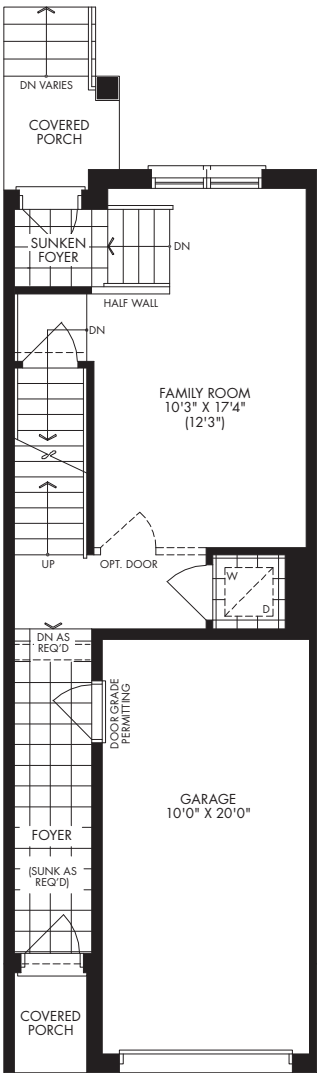 DN VARIES
COVERED
PORCH
SUNKEN
FOYER
DN
HALF WALL
DN
FAMILY ROOM
10'3" X 17'4"
(12'3")
UP
OPT. DOOR
W
D
DN AS
REQ'D
DOOR GRADE
PERMITTING
GARAGE
10'0" X 20'0"
FOYER
(SUNK AS
REQ'D)
COVERED
PORCH